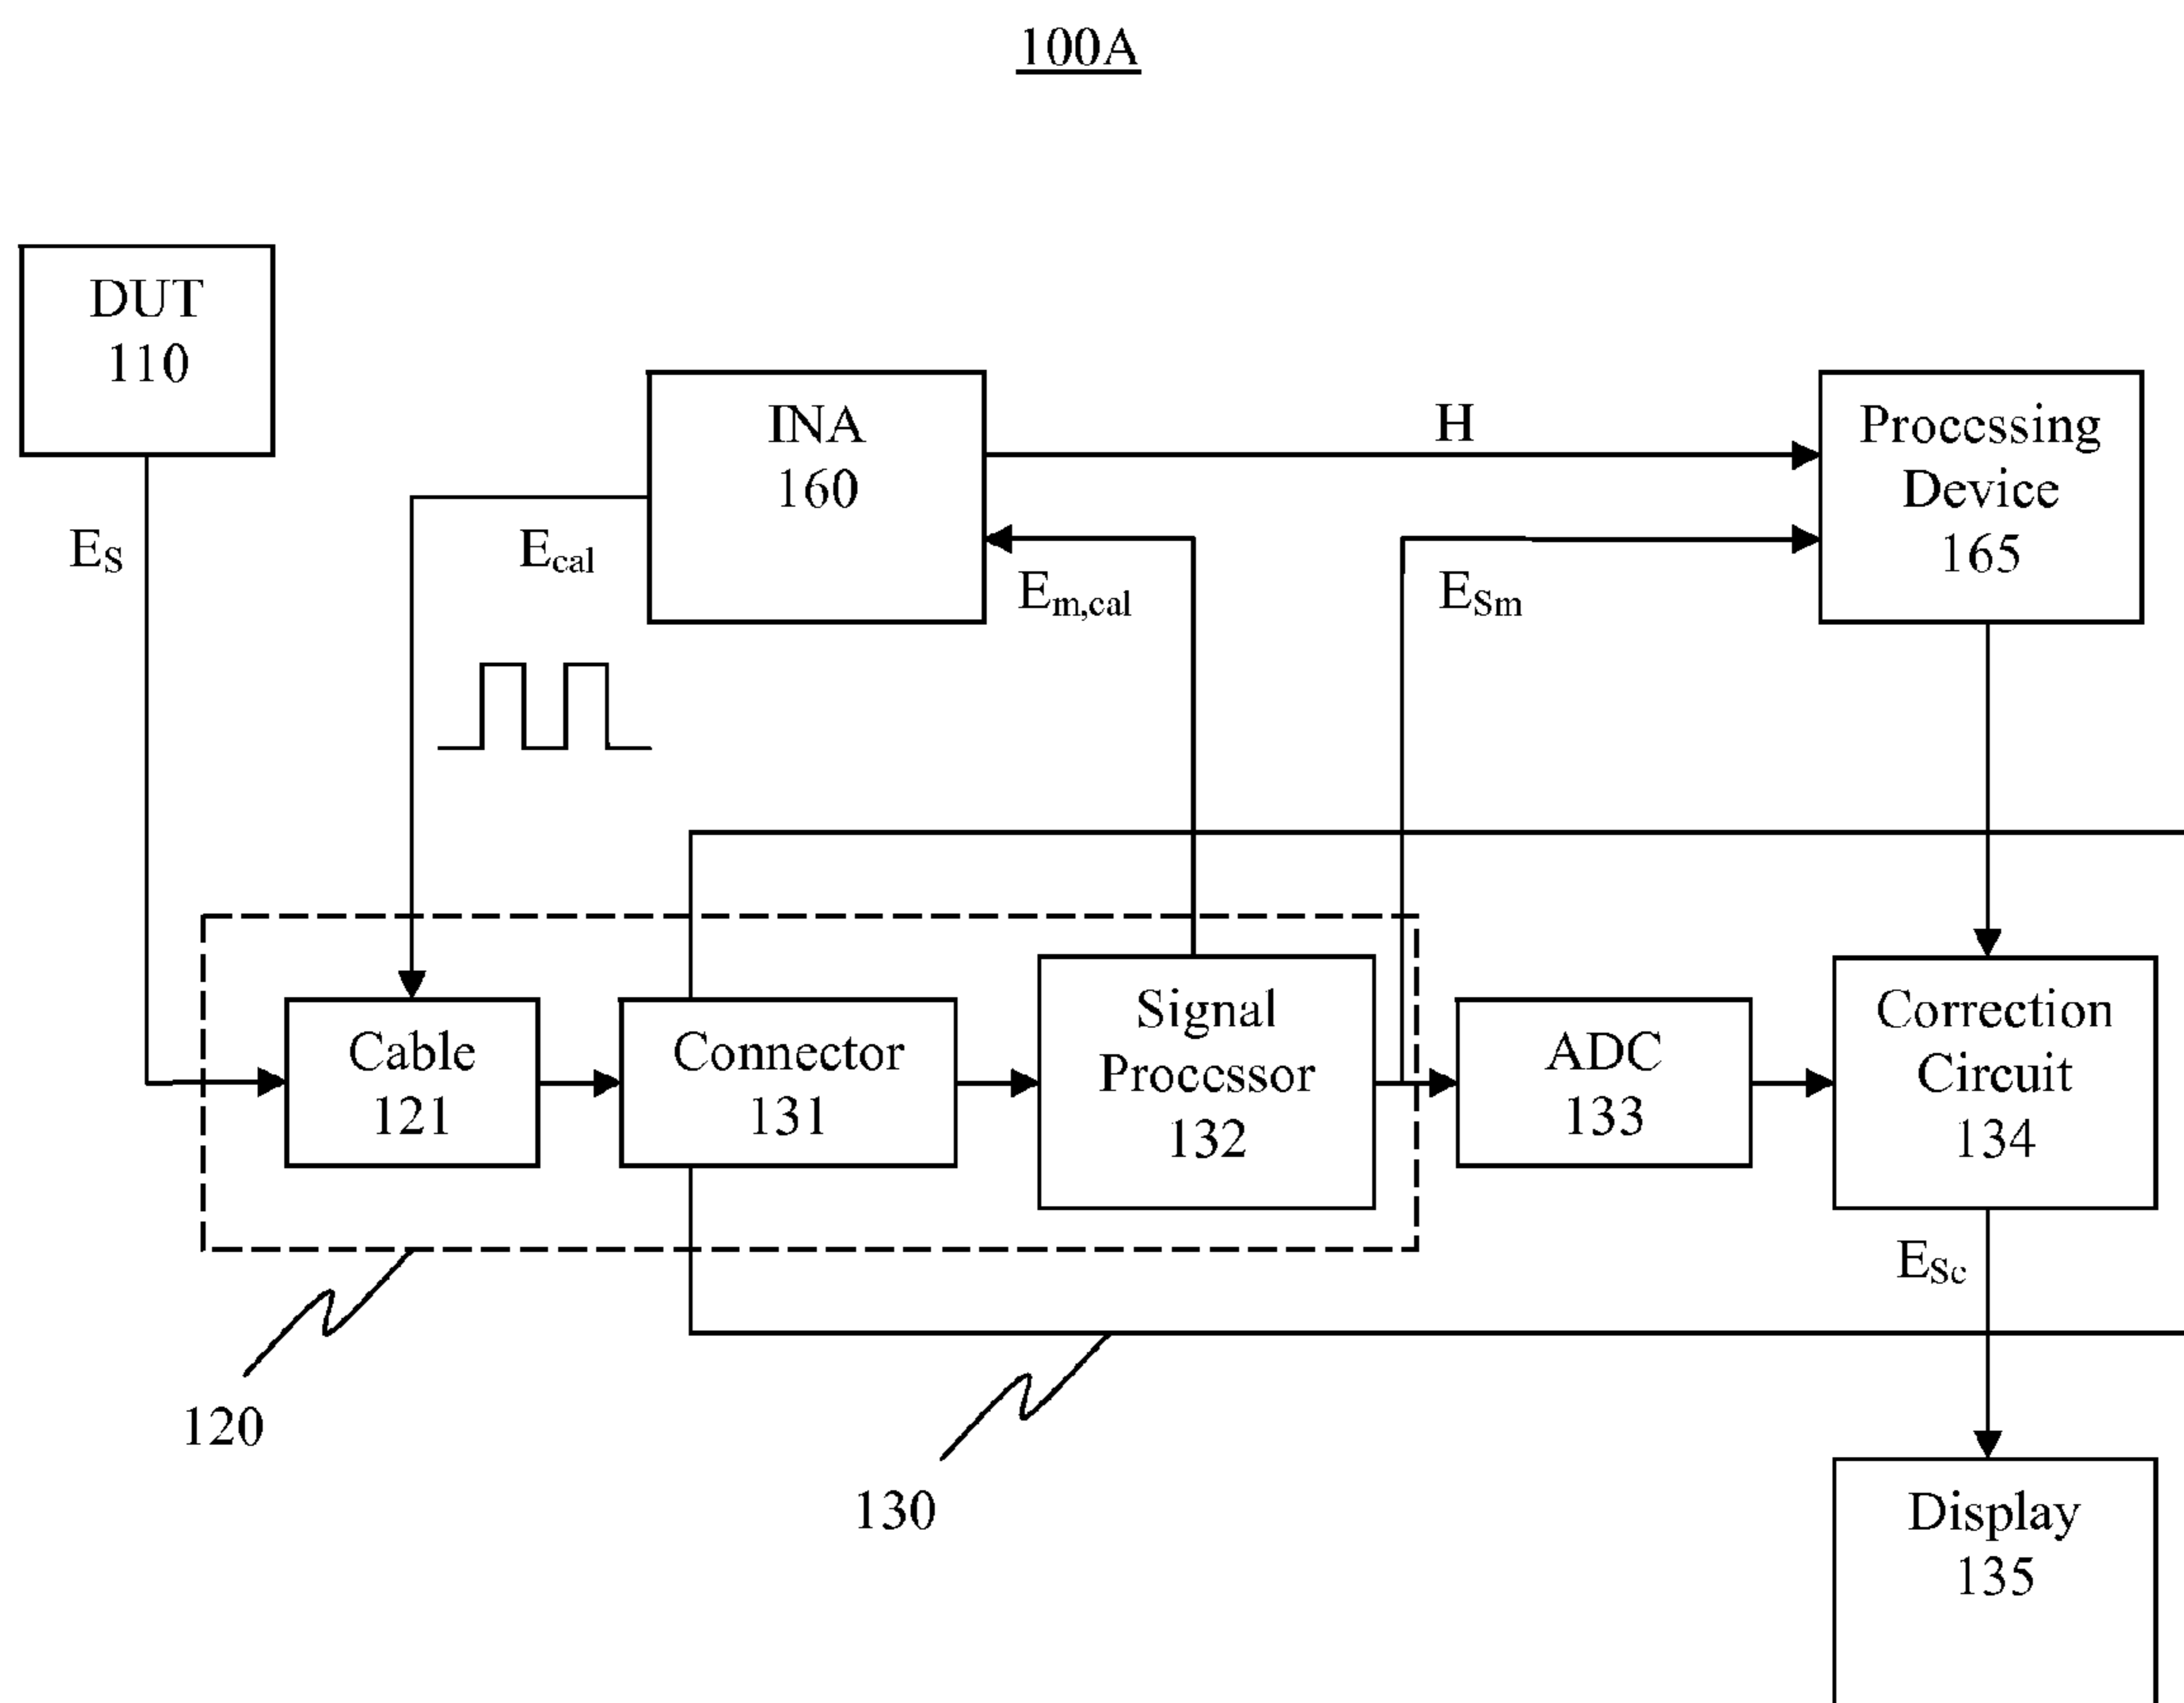 100A
DUT
110
INA
160
H
Processing
Device
165
ES
Ecal
Em,cal
ESm
Cable
121
Connector
131
Signal
Processor
132
ADC
133
Correction
Circuit
134
ESc
120
130
Display
135